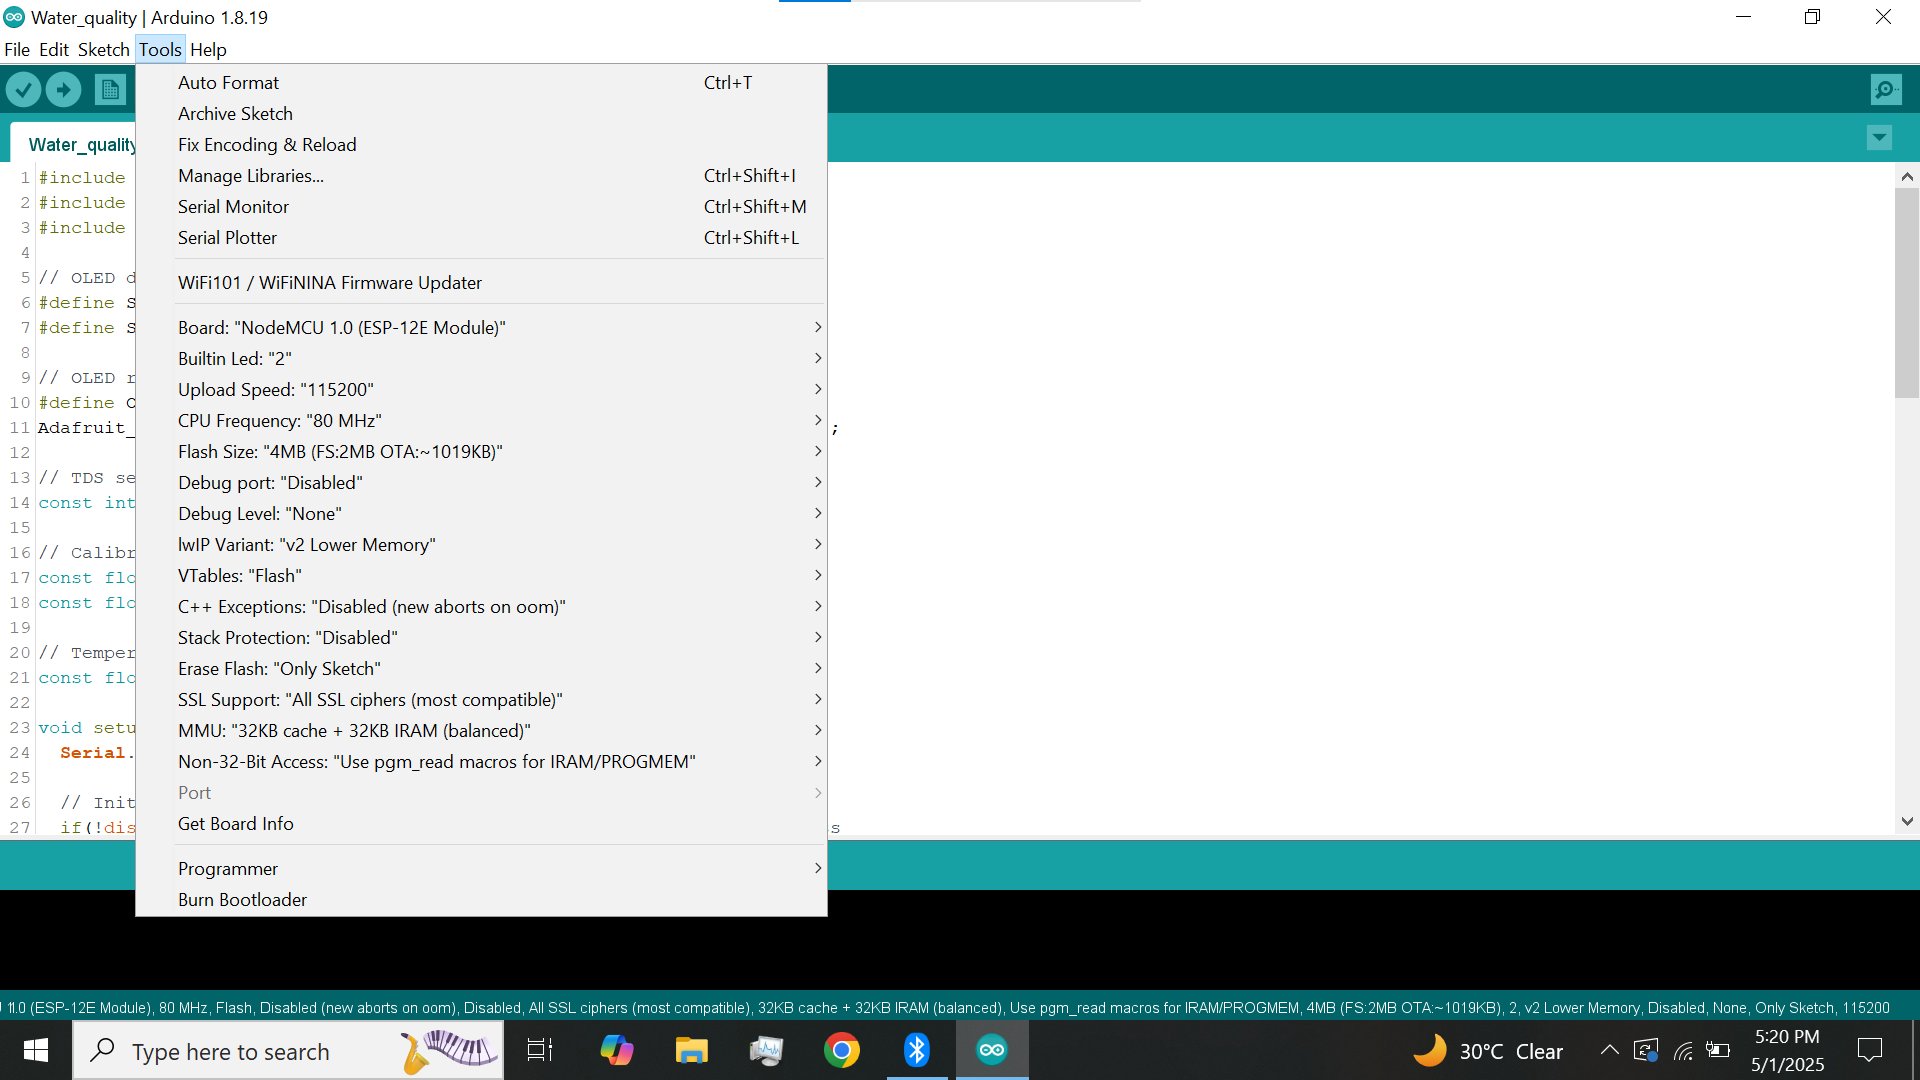 Water_quality | Arduino 1.8.19
File Edit Sketch Tools Help
Auto Format Ctrl+T
Archive Sketch
Fix Encoding & Reload
Manage Libraries... Ctrl+Shift+I
Serial Monitor Ctrl+Shift+M
Serial Plotter Ctrl+Shift+L
WiFi101 / WiFiNINA Firmware Updater
Board: "NodeMCU 1.0 (ESP-12E Module)"
Builtin Led: "2"
Upload Speed: "115200"
CPU Frequency: "80 MHz"
Flash Size: "4MB (FS:2MB OTA:~1019KB)"
Debug port: "Disabled"
Debug Level: "None"
lwIP Variant: "v2 Lower Memory"
VTables: "Flash"
C++ Exceptions: "Disabled (new aborts on oom)"
Stack Protection: "Disabled"
Erase Flash: "Only Sketch"
SSL Support: "All SSL ciphers (most compatible)"
MMU: "32KB cache + 32KB IRAM (balanced)"
Non-32-Bit Access: "Use pgm_read macros for IRAM/PROGMEM"
Port
Get Board Info
Programmer
Burn Bootloader
Water_quality
1 #include
2 #include
3 #include
4
5 // OLED d
6 #define S
7 #define S
8
9 // OLED r
10 #define O
11 Adafruit_ ;
12
13 // TDS se
14 const int
15
16 // Calibr
17 const flo
18 const flo
19
20 // Temper
21 const flo
22
23 void setu
24 Serial.
25
26 // Init
27 if(!dis s
1.0 (ESP-12E Module), 80 MHz, Flash, Disabled (new aborts on oom), Disabled, All SSL ciphers (most compatible), 32KB cache + 32KB IRAM (balanced), Use pgm_read macros for IRAM/PROGMEM, 4MB (FS:2MB OTA:~1019KB), 2, v2 Lower Memory, Disabled, None, Only Sketch, 115200
Type here to search
30°C Clear
5:20 PM
5/1/2025